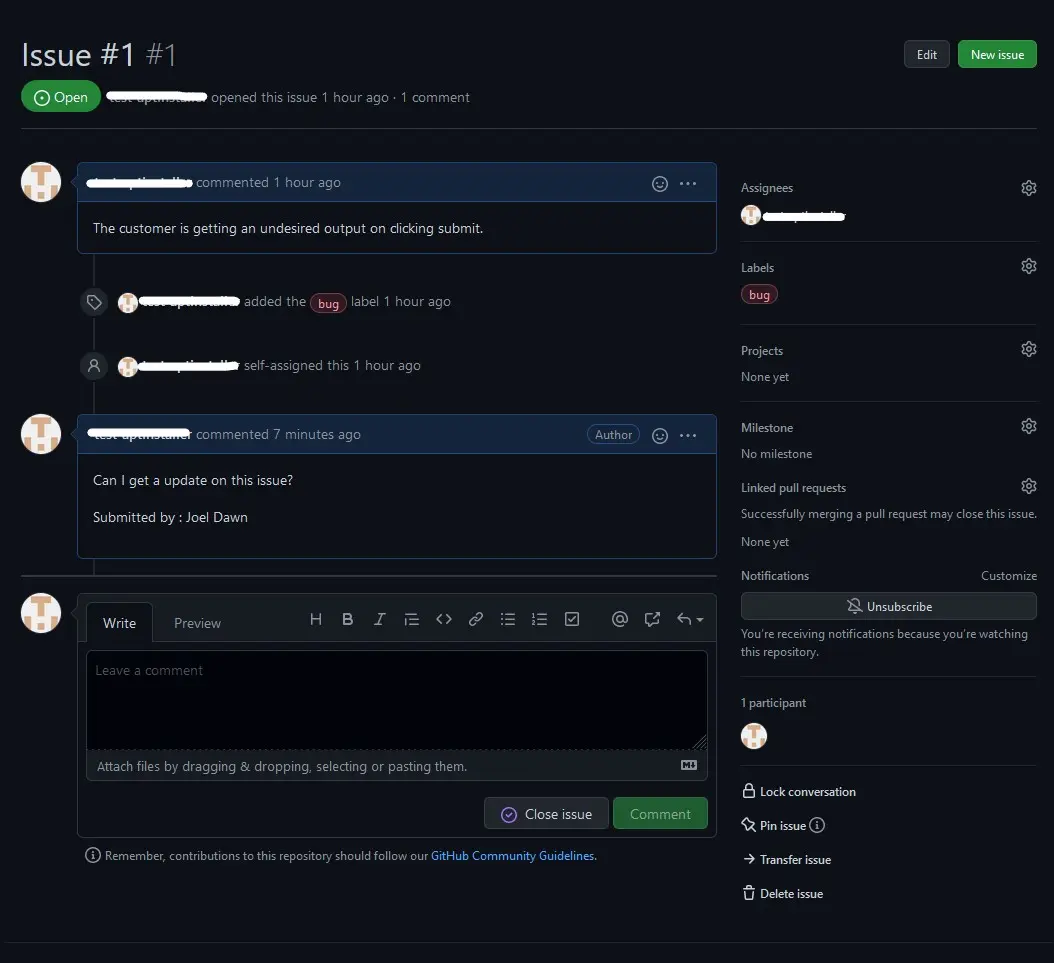 Issue #1 #1
Edit
New issue
Open
opened this issue 1 hour ago · 1 comment
commented 1 hour ago
The customer is getting an undesired output on clicking submit.
added the bug label 1 hour ago
self-assigned this 1 hour ago
commented 7 minutes ago
Author
Can I get a update on this issue?
Submitted by : Joel Dawn
Write
Preview
H B I
Leave a comment
Attach files by dragging & dropping, selecting or pasting them.
Close issue
Comment
Remember, contributions to this repository should follow our GitHub Community Guidelines.
Assignees
Labels
bug
Projects
None yet
Milestone
No milestone
Linked pull requests
Successfully merging a pull request may close this issue.
None yet
Notifications
Customize
Unsubscribe
You're receiving notifications because you're watching
this repository.
1 participant
Lock conversation
Pin issue
Transfer issue
Delete issue